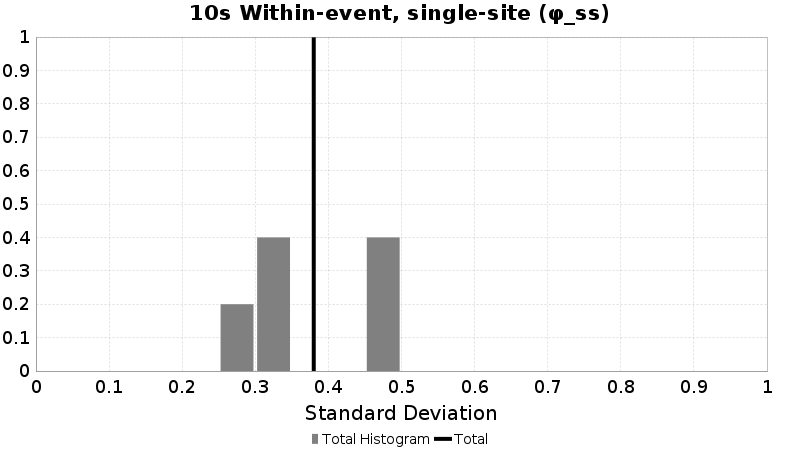 10s Within-event, single-site (φ_ss)
1
0.9
0.8
0.7
0.6
0.5
0.4
0.3
0.2
0.1
0
0 0.1 0.2 0.3 0.4 0.5 0.6 0.7 0.8 0.9 1
Standard Deviation
Total Histogram Total